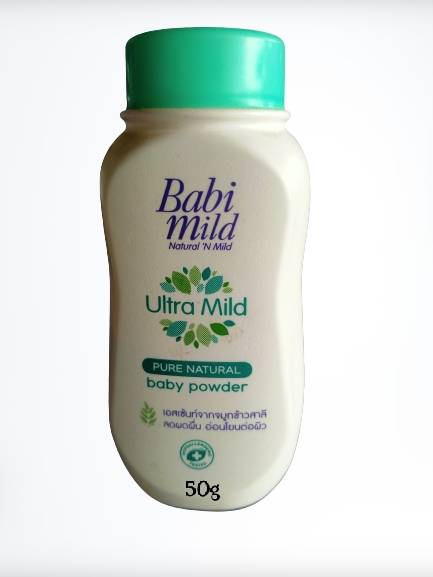 Babi
mild
Natural 'N Mild
Ultra Mild
PURE NATURAL
baby powder
เอสเซ้นท์จากจมูกข้าวสาลี
ลดผดผื่น อ่อนโยนต่อผิว
HYPOALLERGENIC
TESTED
50g